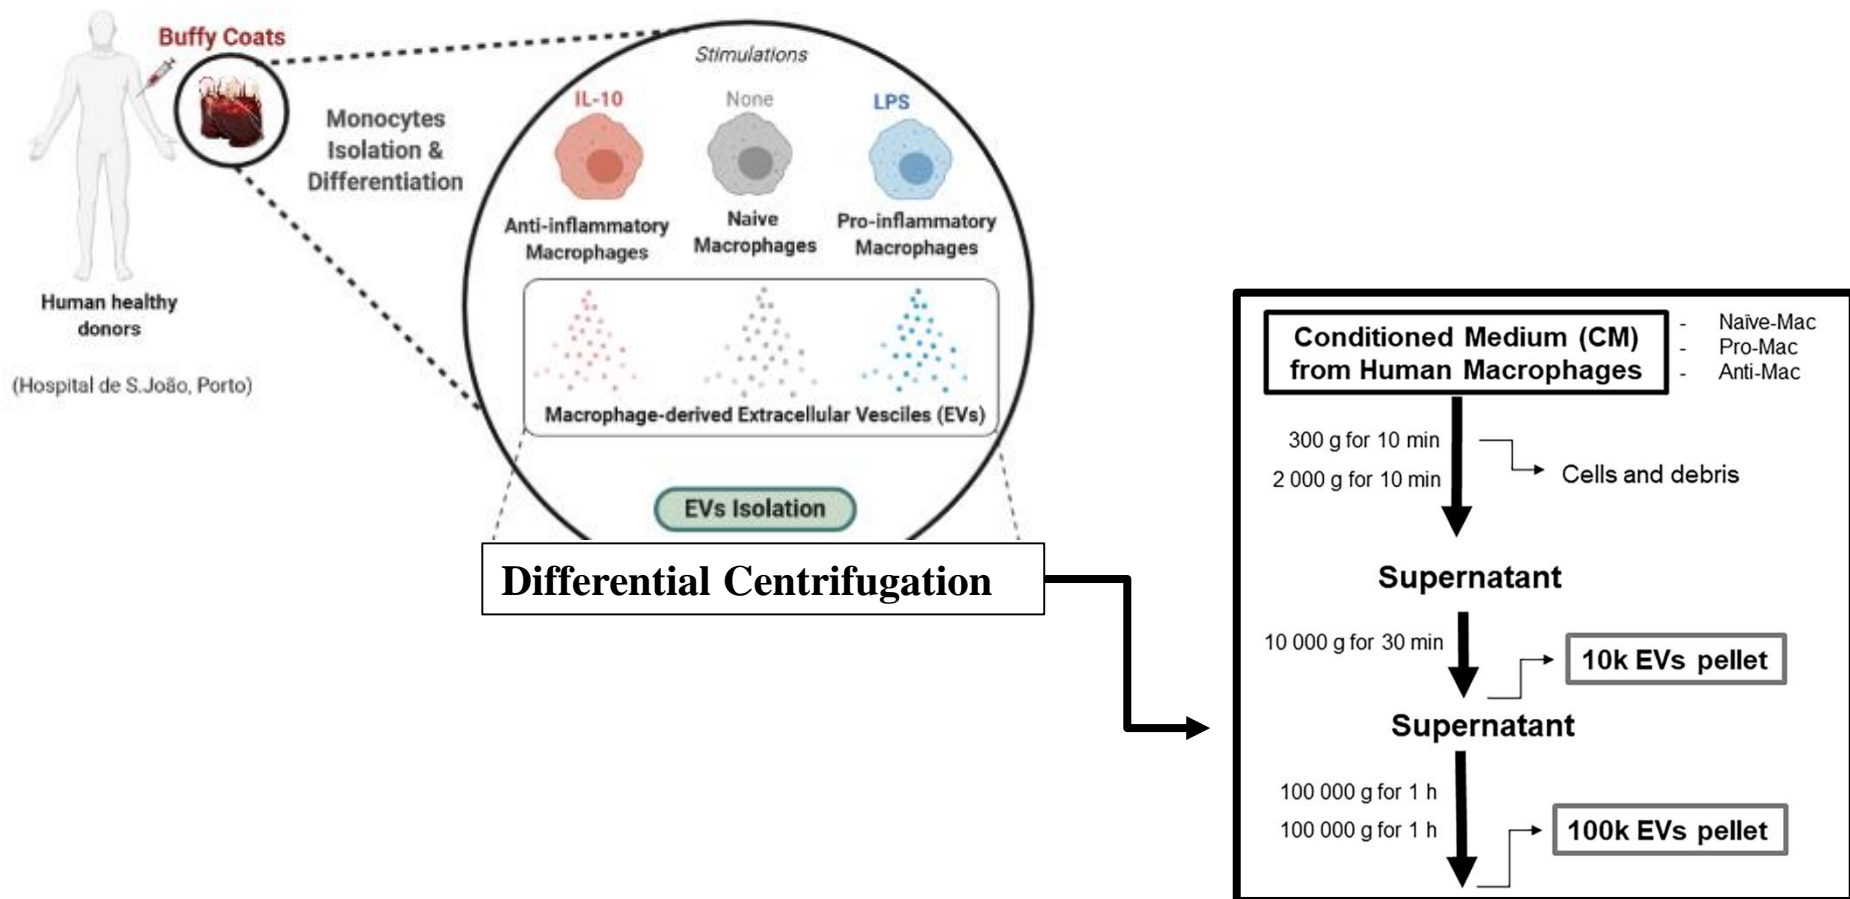 Buffy Coats
Monocytes
Isolation &
Differentiation
Human healthy
donors
(Hospital de S.João, Porto)
Stimulations
IL-10
None
LPS
Anti-inflammatory
Macrophages
Naive
Macrophages
Pro-inflammatory
Macrophages
Macrophage-derived Extracellular Vesciles (EVs)
EVs Isolation
Differential Centrifugation
Conditioned Medium (CM)
from Human Macrophages
- Naïve-Mac
- Pro-Mac
- Anti-Mac
300 g for 10 min
2 000 g for 10 min
Cells and debris
Supernatant
10 000 g for 30 min
10k EVs pellet
Supernatant
100 000 g for 1 h
100 000 g for 1 h
100k EVs pellet